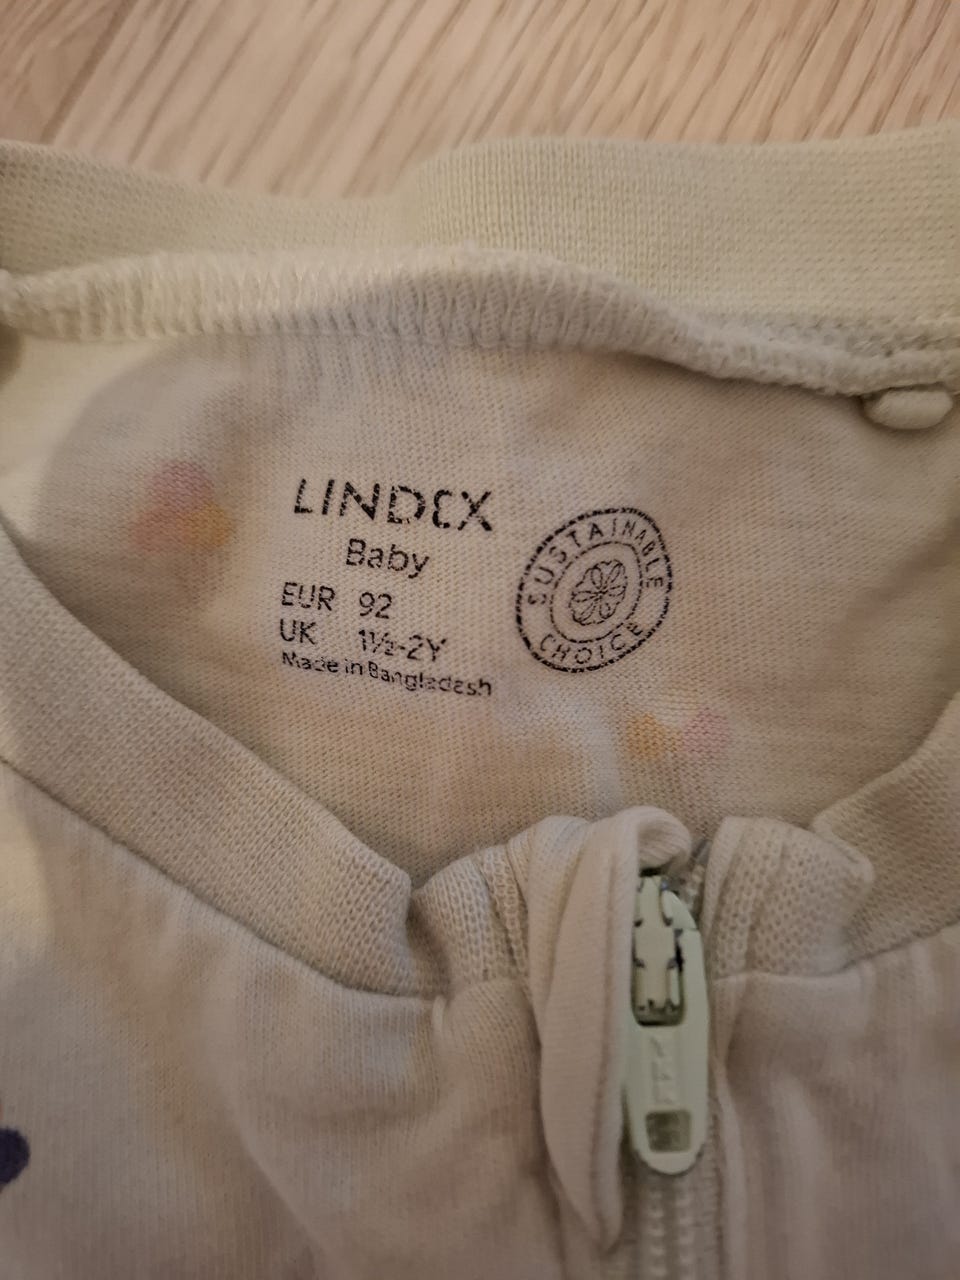 LINDEX
Baby
EUR 92
UK 1½-2Y
Made in Bangladesh
SUSTAINABLE
CHOICE